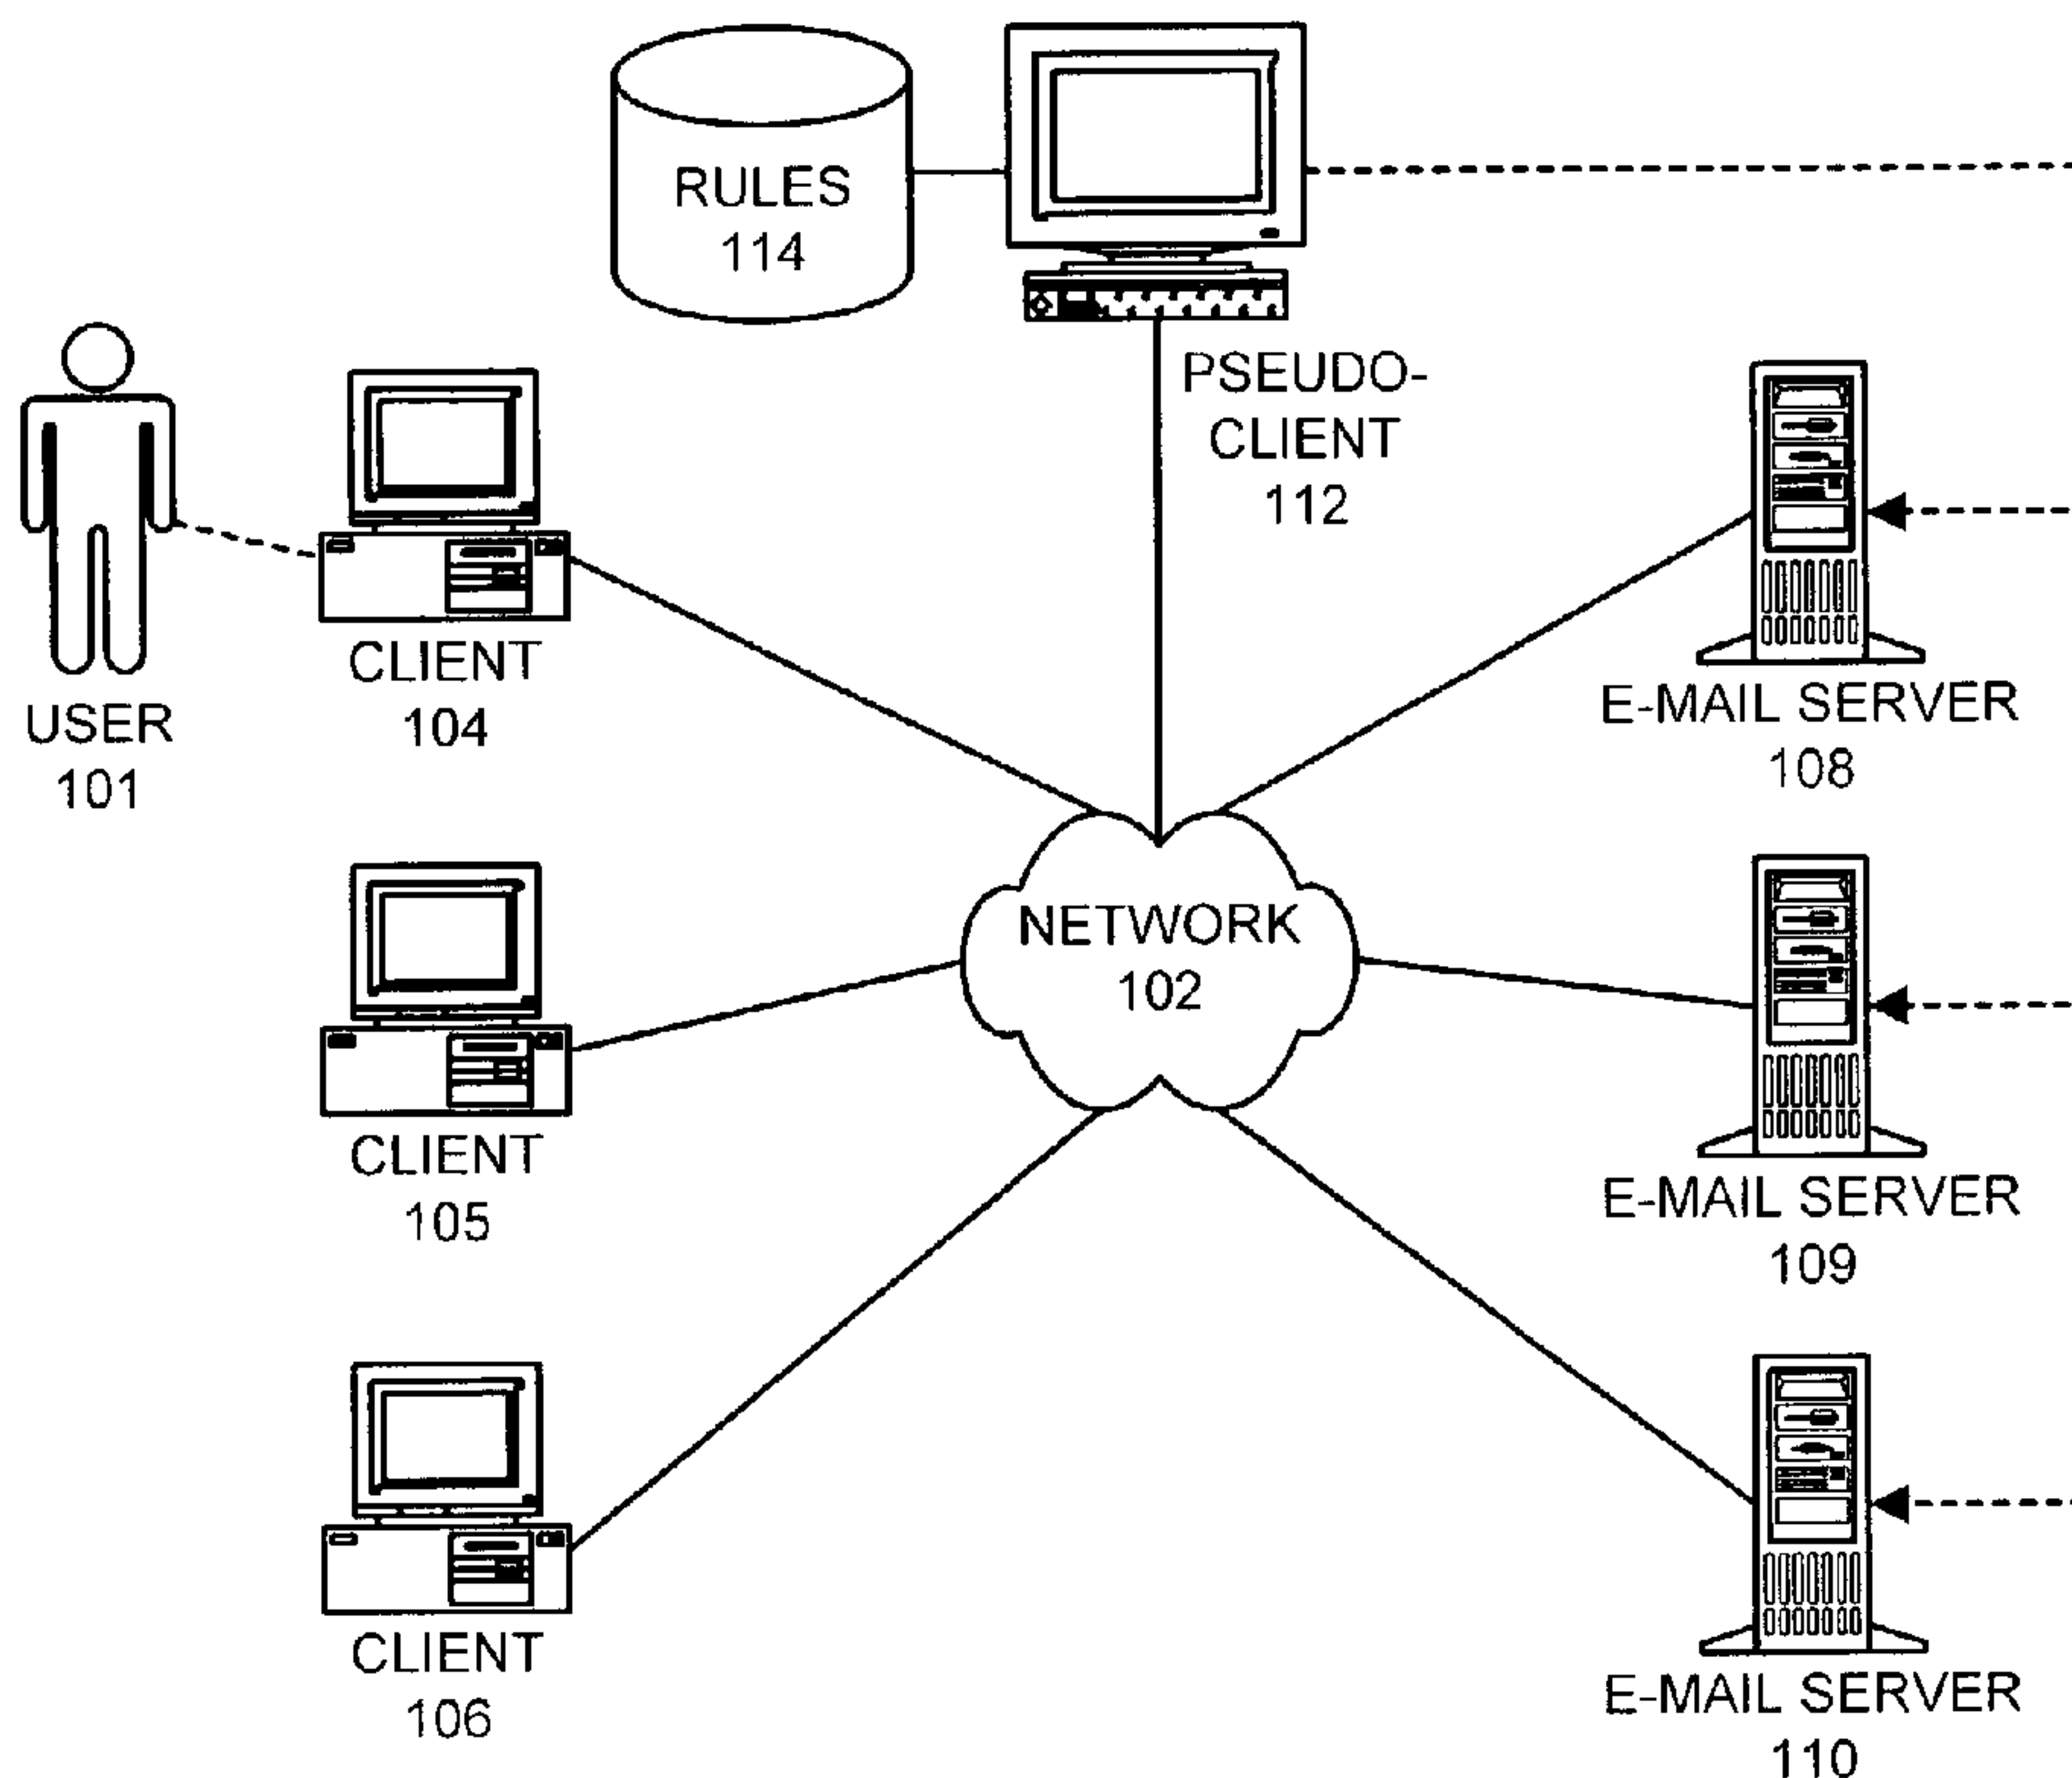 RULES
114
PSEUDO-
CLIENT
112
USER
101
CLIENT
104
E-MAIL SERVER
108
NETWORK
102
CLIENT
105
E-MAIL SERVER
109
CLIENT
106
E-MAIL SERVER
110